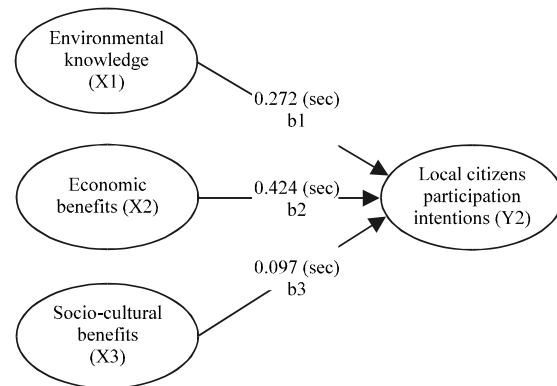 Environmental
knowledge
(X1)
0.272 (sec)
b1
Economic
benefits (X2)
0.424 (sec)
b2
Local citizens
participation
intentions (Y2)
0.097 (sec)
b3
Socio-cultural
benefits
(X3)